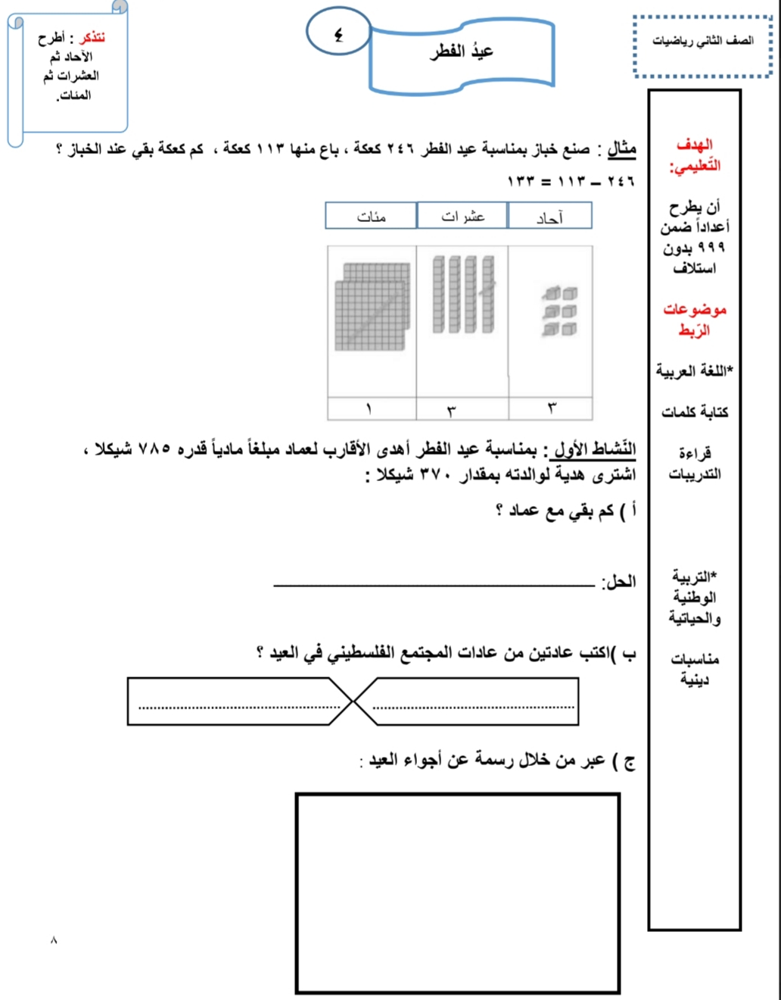 الصف الثاني رياضيات
٤
عيدُ الفطر
نتذكر : أطرح
الآحاد ثم
العشرات ثم
المئات.
الهدف
التّعليمي:
أن يطرح
أعداداً ضمن
٩٩٩ بدون
استلاف
موضوعات
الرّبط
*اللغة العربية
كتابة كلمات
قراءة
التدريبات
*التربية
الوطنية
والحياتية
مناسبات
دينية
مثال : صنع خباز بمناسبة عيد الفطر ٢٤٦ كعكة ، باع منها ١١٣ كعكة ، كم كعكة بقي عند الخباز ؟
٢٤٦ – ١١٣ = ١٣٣
آحاد عشرات مئات
٣ ٣ ١
النّشاط الأول : بمناسبة عيد الفطر أهدى الأقارب لعماد مبلغاً مادياً قدره ٧٨٥ شيكلا ،
اشترى هدية لوالدته بمقدار ٣٧٠ شيكلا :
أ ) كم بقي مع عماد ؟
الحل: ________________________
ب )اكتب عادتين من عادات المجتمع الفلسطيني في العيد ؟
........................ ........................
ج ) عبر من خلال رسمة عن أجواء العيد :
٨